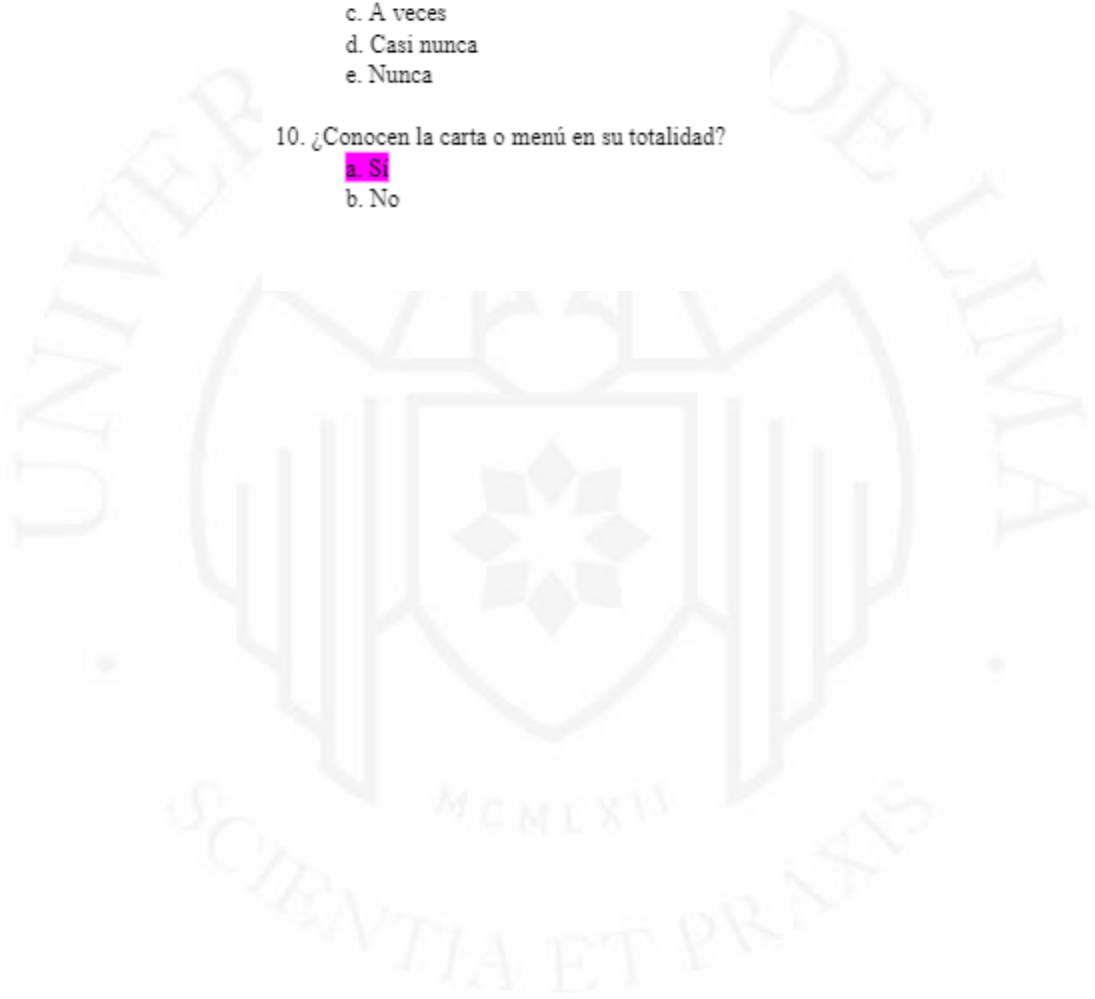 c. A veces
d. Casi nunca
e. Nunca
10. ¿Conocen la carta o menú en su totalidad?
a. Sí
b. No
UNIVER
DE LIMA
MCMLXII
SCIENTIA ET PRAXIS